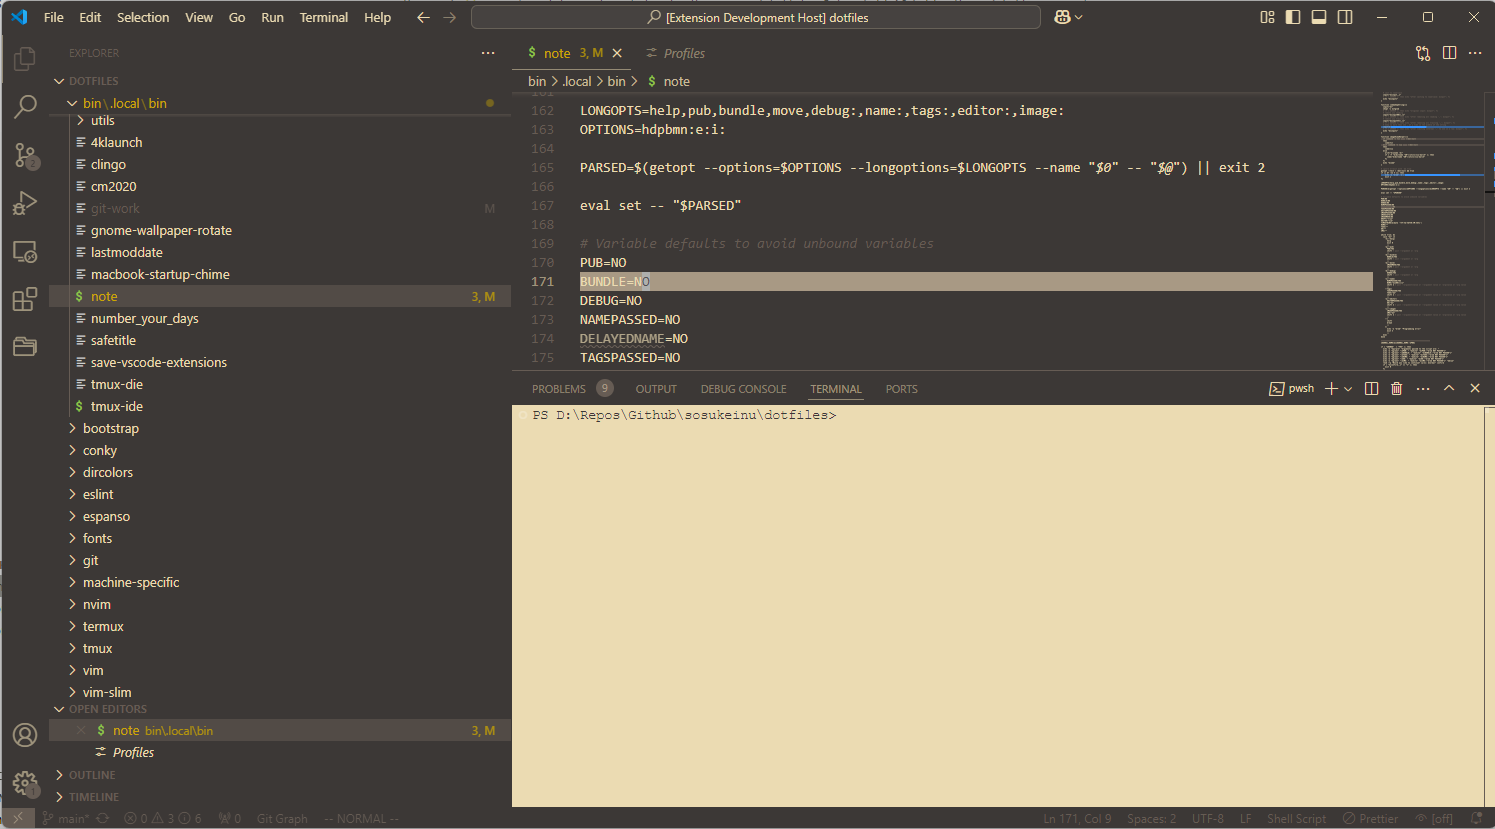 File Edit Selection View Go Run Terminal Help
[Extension Development Host] dotfiles
EXPLORER
DOTFILES
bin\.local\bin
utils
4klaunch
clingo
cm2020
git-work M
gnome-wallpaper-rotate
lastmoddate
macbook-startup-chime
$ note 3, M
number_your_days
safetitle
save-vscode-extensions
tmux-die
$ tmux-ide
bootstrap
conky
dircolors
eslint
espanso
fonts
git
machine-specific
nvim
termux
tmux
vim
vim-slim
OPEN EDITORS
$ note bin\.local\bin 3, M
Profiles
OUTLINE
TIMELINE
2
1
$ note 3, M
Profiles
bin > .local > bin > $ note
161
162 LONGOPTS=help,pub,bundle,move,debug:,name:,tags:,editor:,image:
163 OPTIONS=hdpbmn:e:i:
164
165 PARSED=$(getopt --options=$OPTIONS --longoptions=$LONGOPTS --name "$0" -- "$@") || exit 2
166
167 eval set -- "$PARSED"
168
169 # Variable defaults to avoid unbound variables
170 PUB=NO
171 BUNDLE=NO
172 DEBUG=NO
173 NAMEPASSED=NO
174 DELAYEDNAME=NO
175 TAGSPASSED=NO
PROBLEMS 9 OUTPUT DEBUG CONSOLE TERMINAL PORTS
pwsh
PS D:\Repos\Github\sosukeinu\dotfiles>
main* 0 3 6 0 Git Graph -- NORMAL --
Ln 171, Col 9 Spaces: 2 UTF-8 LF Shell Script Prettier [off]